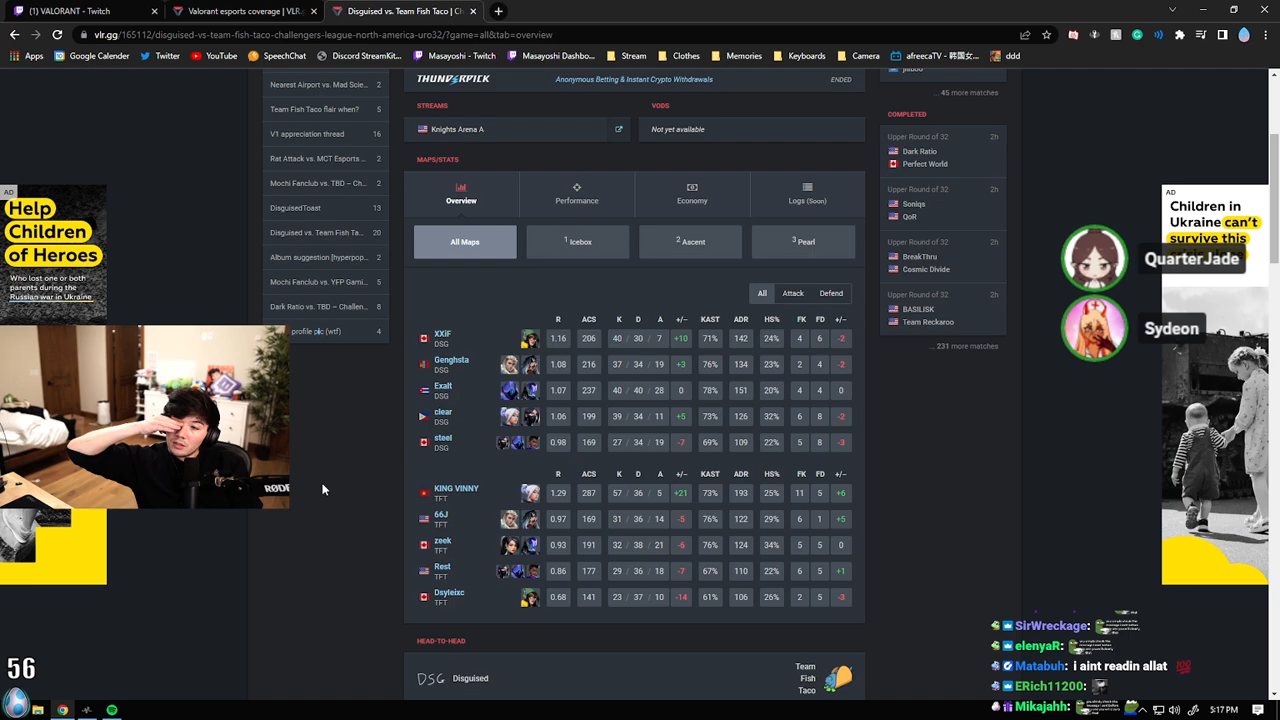 (1) VALORANT - Twitch
Valorant esports coverage | VLR.g
Disguised vs. Team Fish Taco | Ch
vlr.gg/165112/disguised-vs-team-fish-taco-challengers-league-north-america-uro32/?game=all&tab=overview
Apps
Google Calendar
Twitter
YouTube
SpeechChat
Discord StreamKit...
Masayoshi - Twitch
Masayoshi Dashbo...
Stream
Clothes
Memories
Keyboards
Camera
afreecaTV - 韩国女...
ddd
AD
Help
Children
of Heroes
Who lost one or both
parents during the
Russian war in Ukraine
Nearest Airport vs. Mad Scie... 2
Team Fish Taco flair when? 5
V1 appreciation thread 16
Rat Attack vs. MCT Esports ... 2
Mochi Fanclub vs. TBD – Ch... 2
DisguisedToast 13
Disguised vs. Team Fish Ta... 20
Album suggestion [hyperpop... 2
Mochi Fanclub vs. YFP Gami... 5
Dark Ratio vs. TBD – Challen... 8
profile pic (wtf) 4
THUNDERPICK
Anonymous Betting & Instant Crypto Withdrawals
ENDED
STREAMS
Knights Arena A
VODS
Not yet available
MAPS/STATS
Overview
Performance
Economy
Logs (Soon)
All Maps
1 Icebox
2 Ascent
3 Pearl
All Attack Defend
R ACS K D A +/– KAST ADR HS% FK FD +/–
XXiF DSG 1.16 206 40 / 30 / 7 +10 71% 142 24% 4 6 -2
Genghsta DSG 1.08 216 37 / 34 / 19 +3 76% 134 23% 2 4 -2
Exalt DSG 1.07 237 40 / 40 / 28 0 78% 151 20% 4 4 0
clear DSG 1.06 199 39 / 34 / 11 +5 73% 126 32% 6 8 -2
steel DSG 0.98 169 27 / 34 / 19 -7 69% 109 22% 5 8 -3
R ACS K D A +/– KAST ADR HS% FK FD +/–
KING VINNY TFT 1.29 287 57 / 36 / 5 +21 73% 193 25% 11 5 +6
66J TFT 0.97 169 31 / 36 / 14 -5 76% 122 29% 6 1 +5
zeek TFT 0.93 191 32 / 38 / 21 -6 76% 124 34% 5 5 0
Rest TFT 0.86 177 29 / 36 / 18 -7 67% 110 22% 6 5 +1
Dsyleixc TFT 0.68 141 23 / 37 / 10 -14 61% 106 26% 2 5 -3
HEAD-TO-HEAD
DSG Disguised
Team
Fish
Taco
... 45 more matches
COMPLETED
Upper Round of 32 2h
Dark Ratio
Perfect World
Upper Round of 32 2h
Soniqs
QoR
Upper Round of 32 2h
BreakThru
Cosmic Divide
Upper Round of 32 2h
BASILISK
Team Reckaroo
... 231 more matches
AD
Children in
Ukraine can't
survive this
QuarterJade
Sydeon
RØDE
56
SirWreckage:
elenyaR:
Matabuh: i aint readin allat 💯
ERich11200:
Mikajahh:
5:17 PM